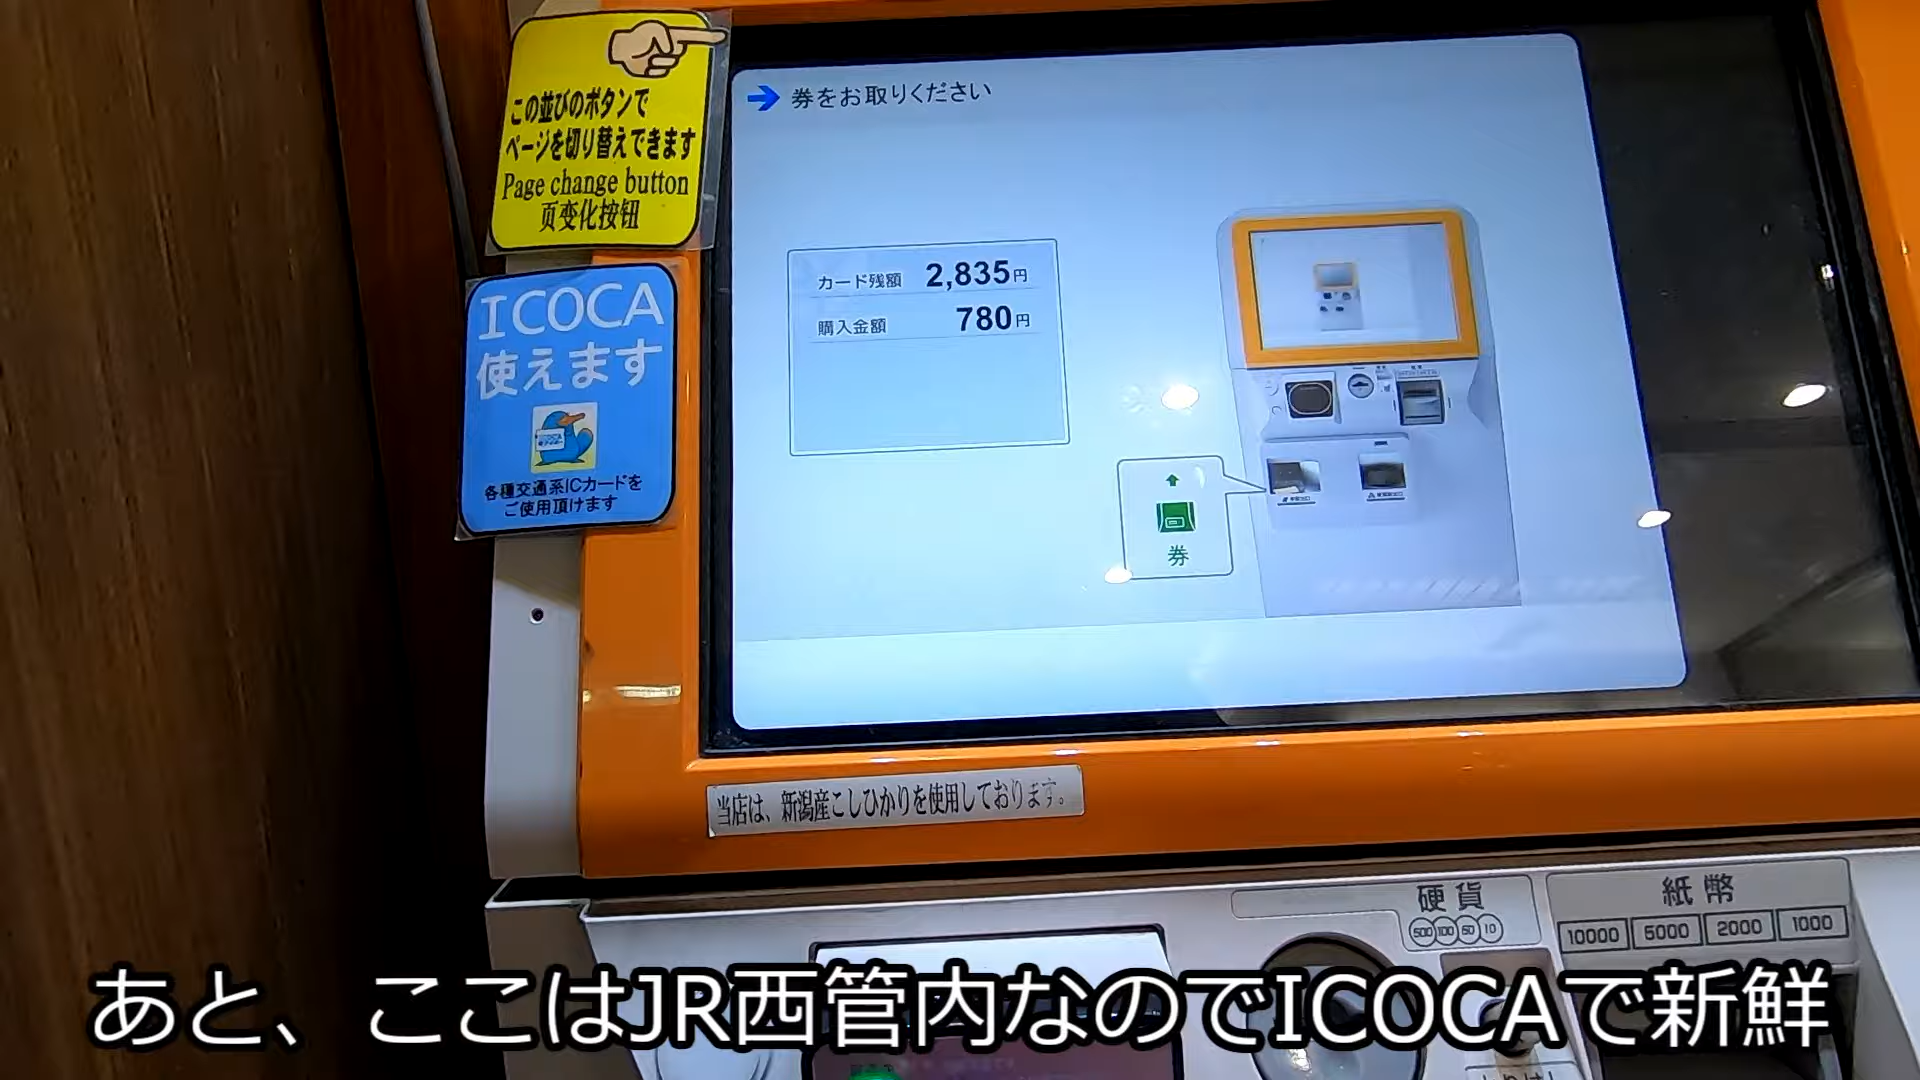 この並びのボタンで
ページを切り替えできます
Page change button
页变化按钮
ICOCA
使えます
各種交通系ICカードを
ご使用頂けます
券をお取りください
カード残額 2,835円
購入金額 780円
券
当店は、新潟産こしひかりを使用しております。
硬貨
500 100 50 10
紙幣
10000 5000 2000 1000
あと、ここはJR西管内なのでICOCAで新鮮